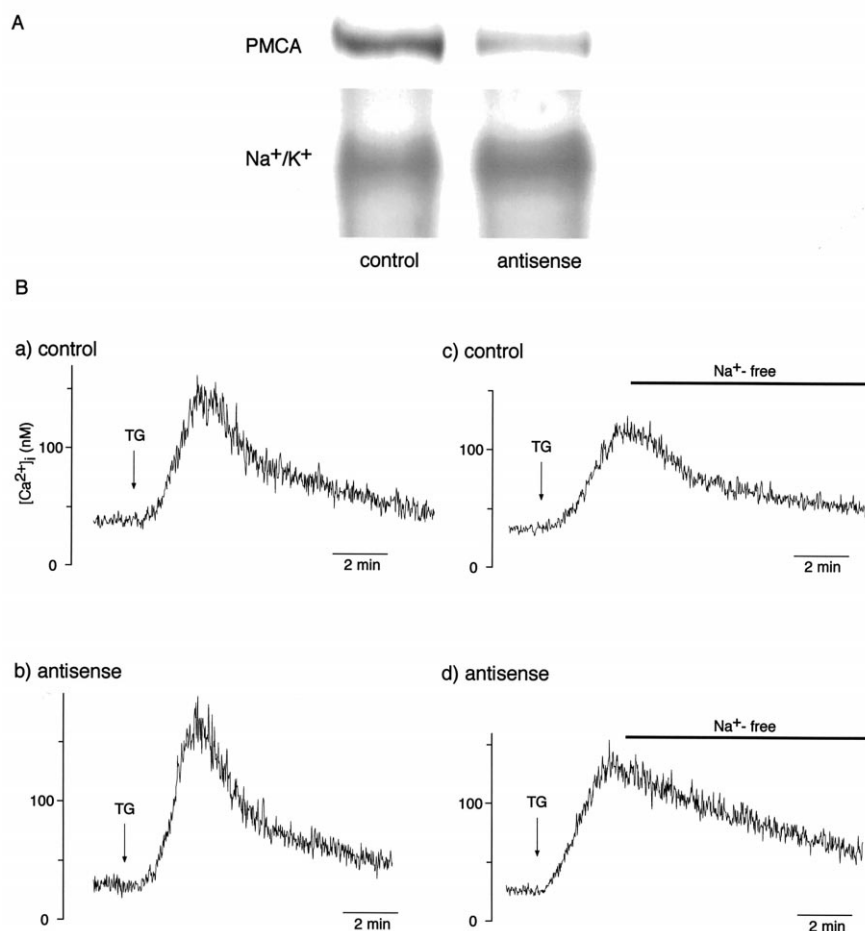 A
PMCA
Na+/K+
control antisense
B
a) control
[Ca2+]i (nM)
100
0
TG
2 min
c) control
Na+- free
100
0
TG
2 min
b) antisense
100
0
TG
2 min
d) antisense
Na+- free
100
0
TG
2 min